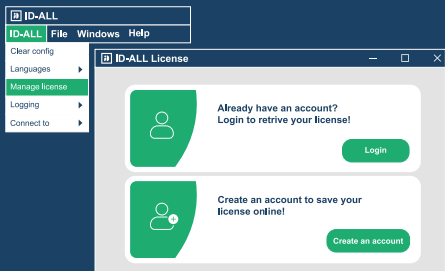 ID-ALL
ID-ALL File Windows Help
Clear config
Languages
Manage license
Logging
Connect to
ID-ALL License
Already have an account?
Login to retrive your license!
Login
Create an account to save your
license online!
Create an account